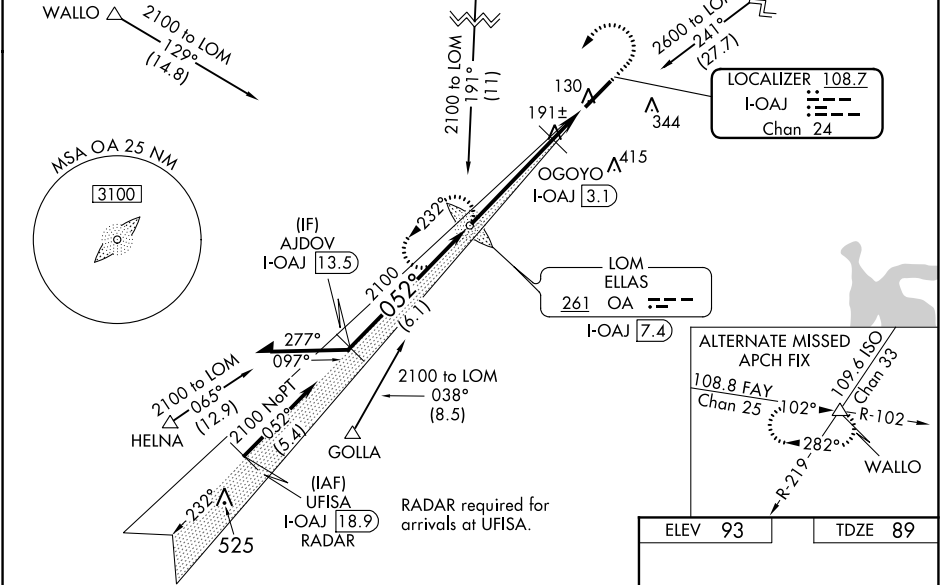 WALLO
2100 to LOM
129°
(14.8)
2100 to LOM
191°
(11)
2600 to LOM
241°
(27.7)
LOCALIZER 108.7
I-OAJ
Chan 24
130
191±
344
415
MSA OA 25 NM
3100
OGOYO
I-OAJ 3.1
232°
(IF)
AJDOV
I-OAJ 13.5
LOM
ELLAS
261 OA
I-OAJ 7.4
2100
052°
(6.1)
277°
097°
2100 to LOM
065°
(12.9)
HELNA
2100 NoPT
052°
(5.4)
2100 to LOM
038°
(8.5)
GOLLA
(IAF)
UFISA
I-OAJ 18.9
RADAR
232°
525
RADAR required for
arrivals at UFISA.
ALTERNATE MISSED
APCH FIX
108.8 FAY
Chan 25
109.6 ISO
Chan 33
102°
R-102
282°
R-219
WALLO
ELEV 93
TDZE 89